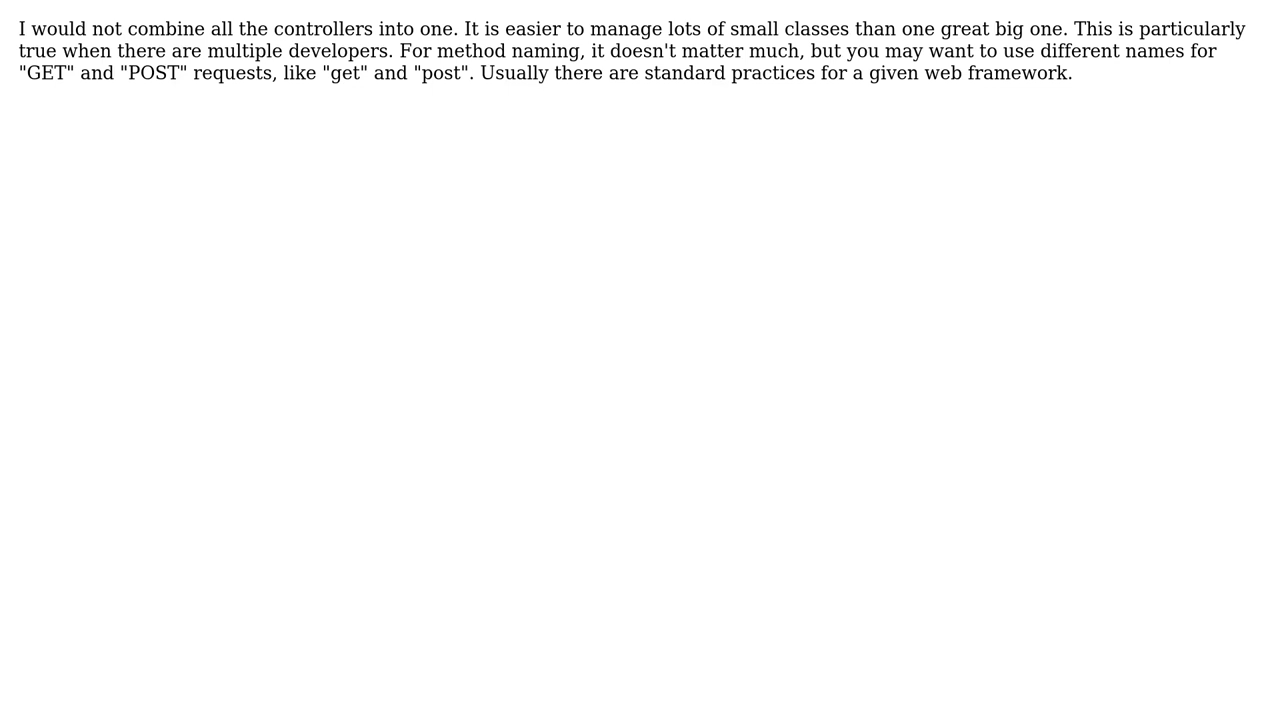 I would not combine all the controllers into one. It is easier to manage lots of small classes than one great big one. This is particularly
true when there are multiple developers. For method naming, it doesn't matter much, but you may want to use different names for
"GET" and "POST" requests, like "get" and "post". Usually there are standard practices for a given web framework.